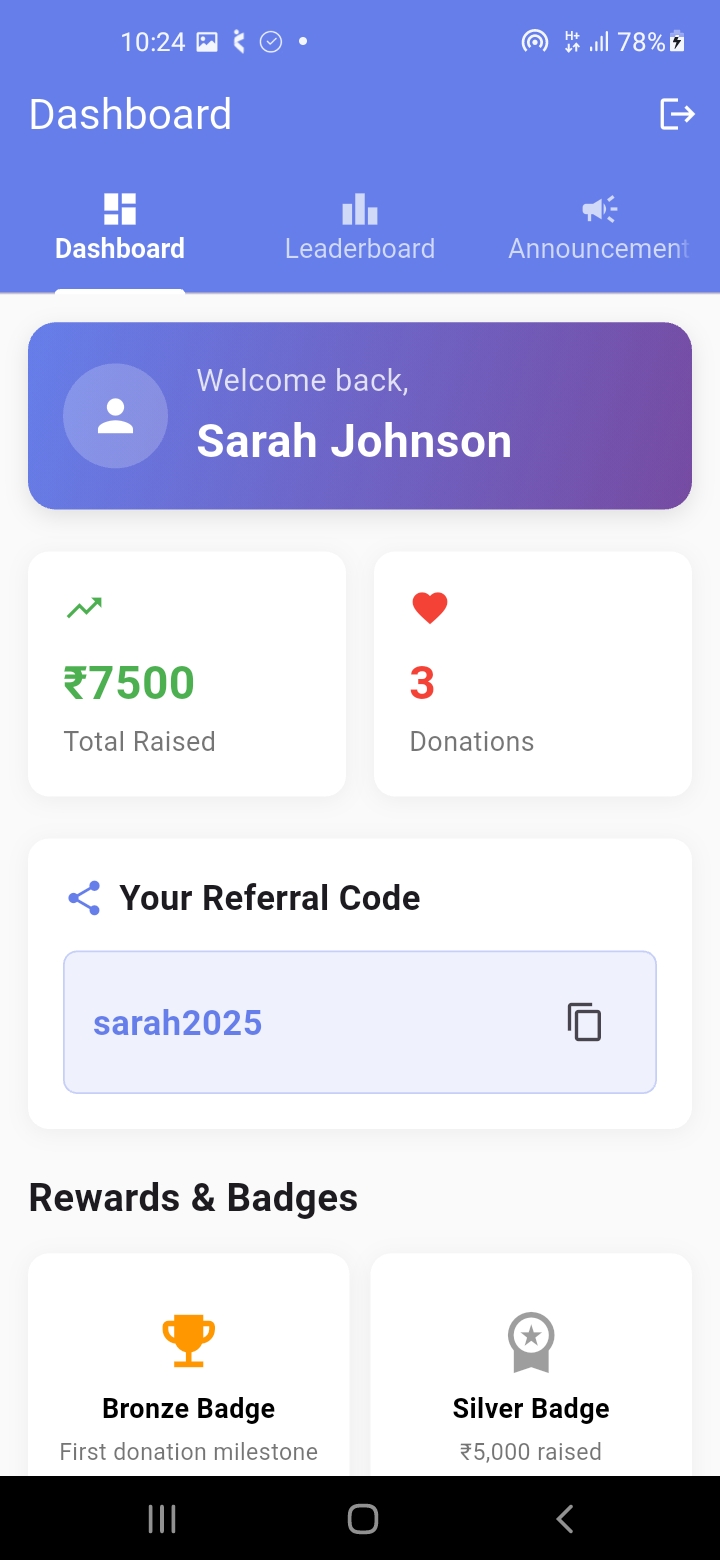 10:24
H+ 78%
Dashboard
Dashboard Leaderboard Announcement
Welcome back,
Sarah Johnson
₹7500
Total Raised
3
Donations
Your Referral Code
sarah2025
Rewards & Badges
Bronze Badge
First donation milestone
Silver Badge
₹5,000 raised